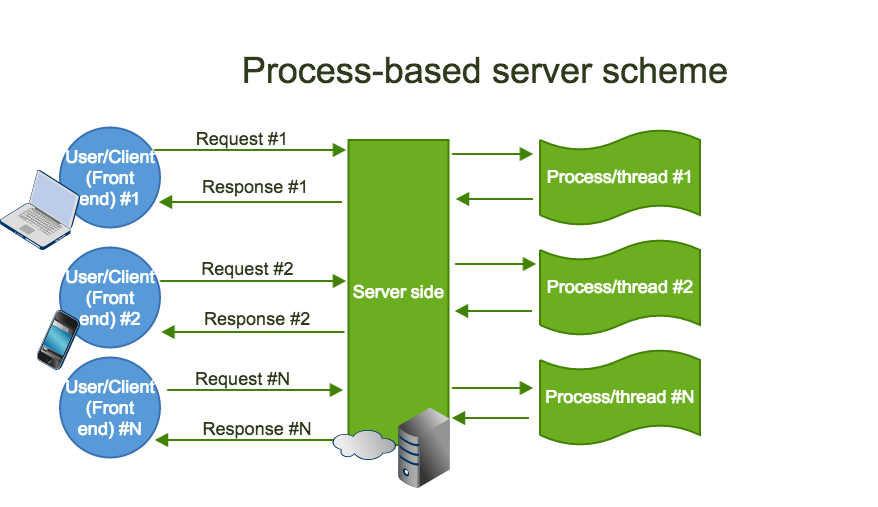 Process-based server scheme
Request #1
User/Client
(Front
end) #1
Response #1
Process/thread #1
Request #2
User/Client
(Front
end) #2
Response #2
Server side
Process/thread #2
Request #N
User/Client
(Front
end) #N
Response #N
Process/thread #N